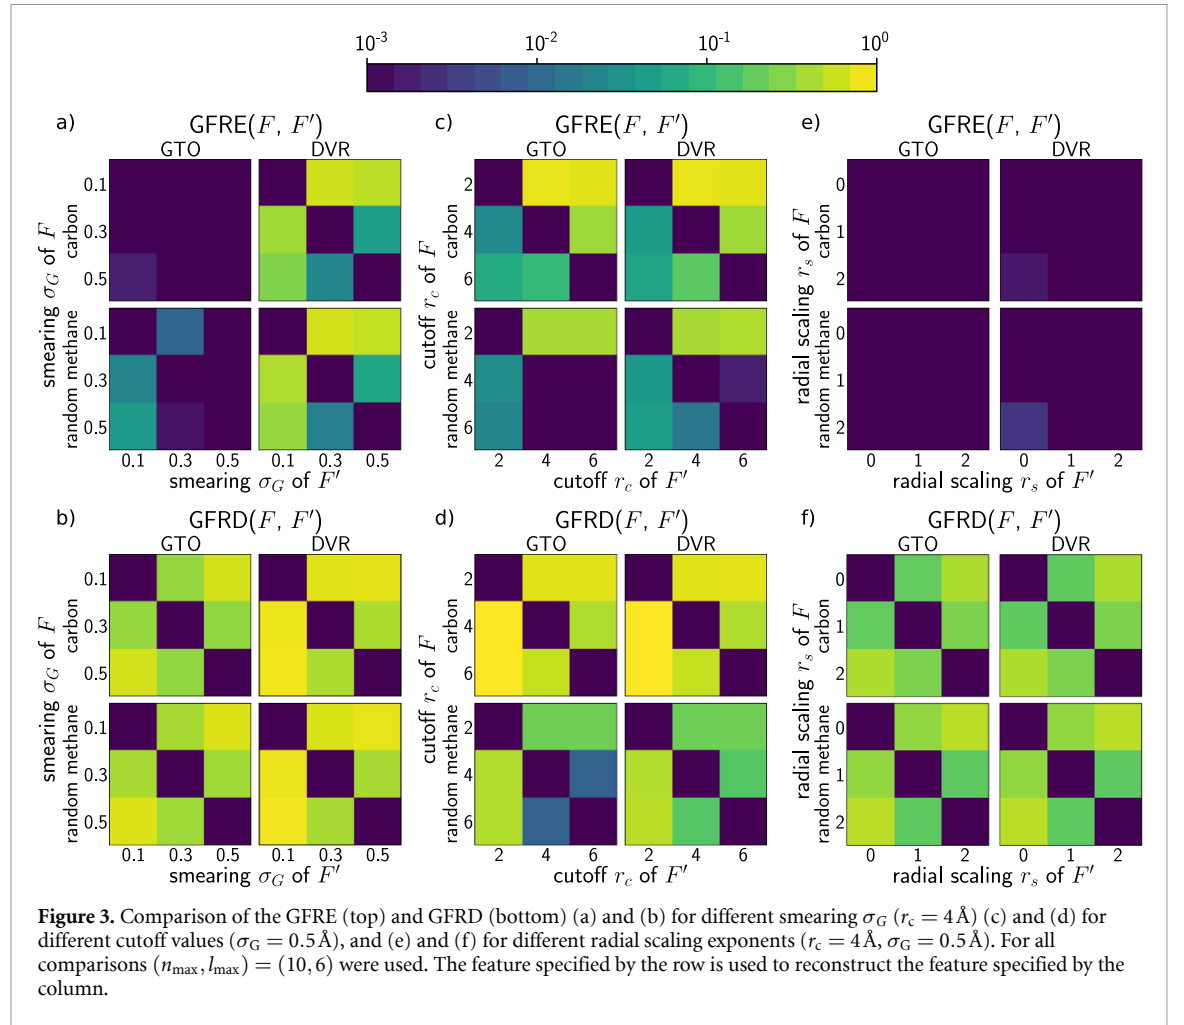 10⁻³ 10⁻² 10⁻¹ 10⁰
a) GFRE(F, F′)
GTO DVR
smearing σ_G of F
carbon
0.1
0.3
0.5
random methane
0.1
0.3
0.5
0.1 0.3 0.5 0.1 0.3 0.5
smearing σ_G of F′
c) GFRE(F, F′)
GTO DVR
cutoff r_c of F
carbon
2
4
6
random methane
2
4
6
2 4 6 2 4 6
cutoff r_c of F′
e) GFRE(F, F′)
GTO DVR
radial scaling r_s of F
carbon
0
1
2
random methane
0
1
2
0 1 2 0 1 2
radial scaling r_s of F′
b) GFRD(F, F′)
GTO DVR
smearing σ_G of F
carbon
0.1
0.3
0.5
random methane
0.1
0.3
0.5
0.1 0.3 0.5 0.1 0.3 0.5
smearing σ_G of F′
d) GFRD(F, F′)
GTO DVR
cutoff r_c of F
carbon
2
4
6
random methane
2
4
6
2 4 6 2 4 6
cutoff r_c of F′
f) GFRD(F, F′)
GTO DVR
radial scaling r_s of F
carbon
0
1
2
random methane
0
1
2
0 1 2 0 1 2
radial scaling r_s of F′
Figure 3. Comparison of the GFRE (top) and GFRD (bottom) (a) and (b) for different smearing σ_G (r_c = 4 Å) (c) and (d) for
different cutoff values (σ_G = 0.5 Å), and (e) and (f) for different radial scaling exponents (r_c = 4 Å, σ_G = 0.5 Å). For all
comparisons (n_max, l_max) = (10, 6) were used. The feature specified by the row is used to reconstruct the feature specified by the
column.